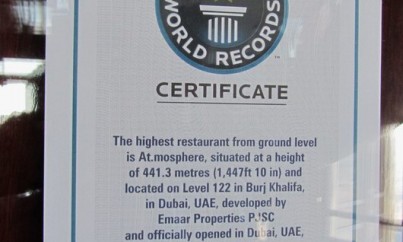 WORLD RECORDS
™
CERTIFICATE
The highest restaurant from ground level
is At.mosphere, situated at a height
of 441.3 metres (1,447ft 10 in) and
located on Level 122 in Burj Khalifa,
in Dubai, UAE, developed by
Emaar Properties PJSC
and officially opened in Dubai, UAE,